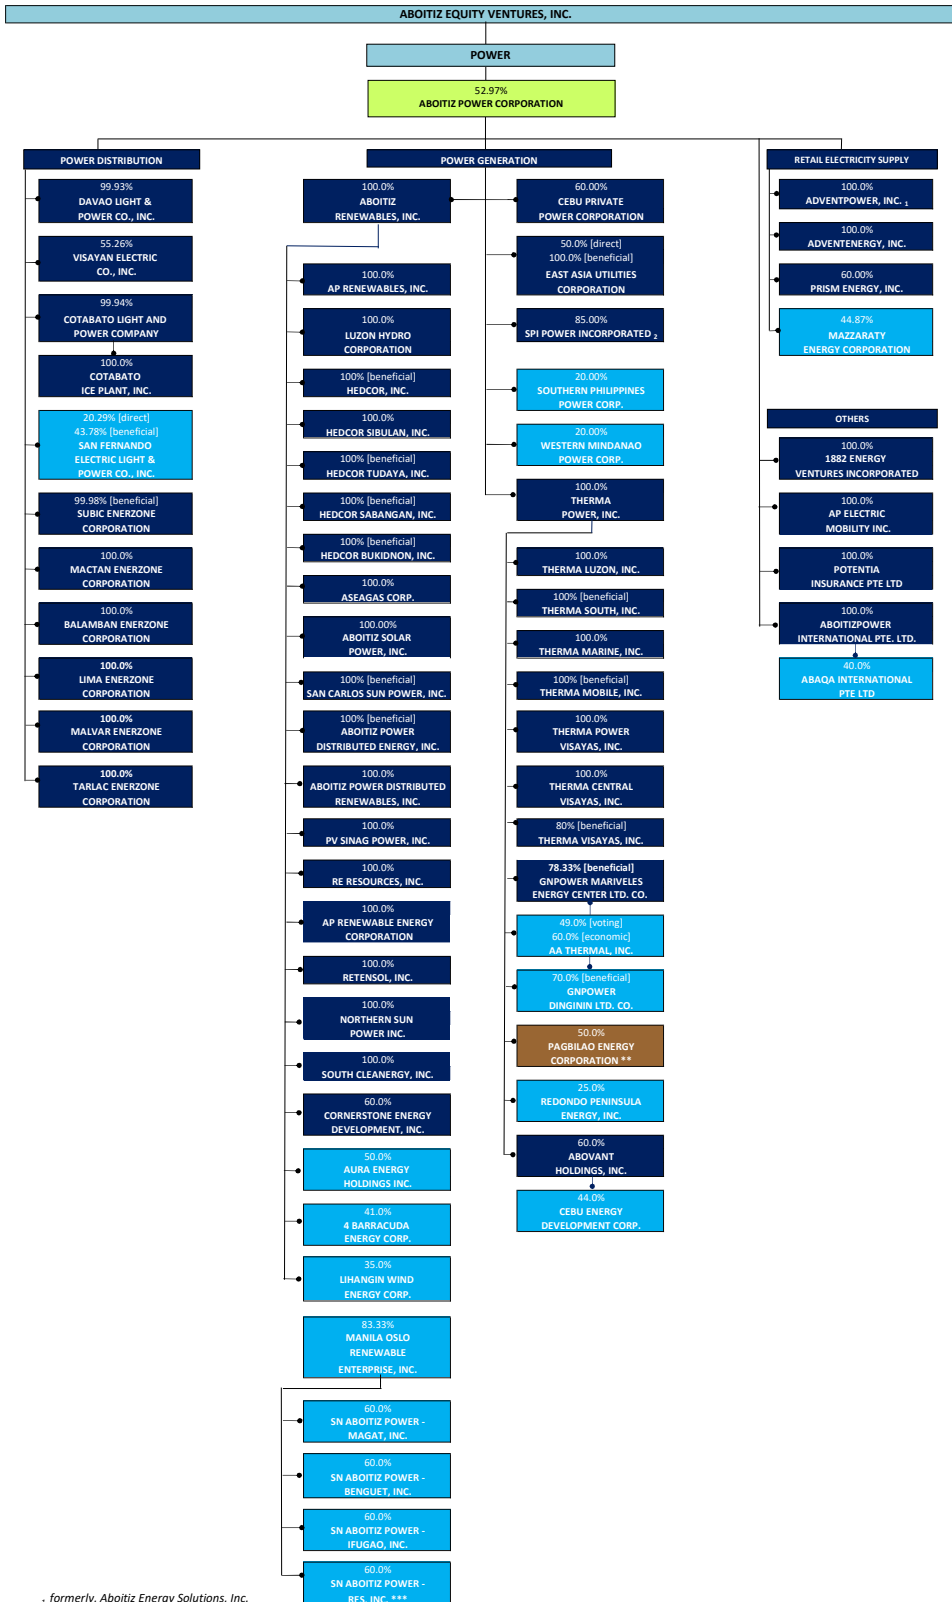 ABOITIZ EQUITY VENTURES, INC.
POWER
52.97%
ABOITIZ POWER CORPORATION
POWER DISTRIBUTION
99.93%
DAVAO LIGHT &
POWER CO., INC.
55.26%
VISAYAN ELECTRIC
CO., INC.
99.94%
COTABATO LIGHT AND
POWER COMPANY
100.0%
COTABATO
ICE PLANT, INC.
20.29% [direct]
43.78% [beneficial]
SAN FERNANDO
ELECTRIC LIGHT &
POWER CO., INC.
99.98% [beneficial]
SUBIC ENERZONE
CORPORATION
100.0%
MACTAN ENERZONE
CORPORATION
100.0%
BALAMBAN ENERZONE
CORPORATION
100.0%
LIMA ENERZONE
CORPORATION
100.0%
MALVAR ENERZONE
CORPORATION
100.0%
TARLAC ENERZONE
CORPORATION
POWER GENERATION
100.0%
ABOITIZ
RENEWABLES, INC.
100.0%
AP RENEWABLES, INC.
100.0%
LUZON HYDRO
CORPORATION
100% [beneficial]
HEDCOR, INC.
100.0%
HEDCOR SIBULAN, INC.
100% [beneficial]
HEDCOR TUDAYA, INC.
100% [beneficial]
HEDCOR SABANGAN, INC.
100% [beneficial]
HEDCOR BUKIDNON, INC.
100.0%
ASEAGAS CORP.
100.00%
ABOITIZ SOLAR
POWER, INC.
100% [beneficial]
SAN CARLOS SUN POWER, INC.
100% [beneficial]
ABOITIZ POWER
DISTRIBUTED ENERGY, INC.
100.0%
ABOITIZ POWER DISTRIBUTED
RENEWABLES, INC.
100.0%
PV SINAG POWER, INC.
100.0%
RE RESOURCES, INC.
100.0%
AP RENEWABLE ENERGY
CORPORATION
100.0%
RETENSOL, INC.
100.0%
NORTHERN SUN
POWER INC.
100.0%
SOUTH CLEANERGY, INC.
60.0%
CORNERSTONE ENERGY
DEVELOPMENT, INC.
50.0%
AURA ENERGY
HOLDINGS INC.
41.0%
4 BARRACUDA
ENERGY CORP.
35.0%
LIHANGIN WIND
ENERGY CORP.
83.33%
MANILA OSLO
RENEWABLE
ENTERPRISE, INC.
60.0%
SN ABOITIZ POWER -
MAGAT, INC.
60.0%
SN ABOITIZ POWER -
BENGUET, INC.
60.0%
SN ABOITIZ POWER -
IFUGAO, INC.
60.0%
SN ABOITIZ POWER -
RES, INC. ***
60.00%
CEBU PRIVATE
POWER CORPORATION
50.0% [direct]
100.0% [beneficial]
EAST ASIA UTILITIES
CORPORATION
85.00%
SPI POWER INCORPORATED 2
20.00%
SOUTHERN PHILIPPINES
POWER CORP.
20.00%
WESTERN MINDANAO
POWER CORP.
100.0%
THERMA
POWER, INC.
100.0%
THERMA LUZON, INC.
100% [beneficial]
THERMA SOUTH, INC.
100.0%
THERMA MARINE, INC.
100% [beneficial]
THERMA MOBILE, INC.
100.0%
THERMA POWER
VISAYAS, INC.
100.0%
THERMA CENTRAL
VISAYAS, INC.
80% [beneficial]
THERMA VISAYAS, INC.
78.33% [beneficial]
GNPOWER MARIVELES
ENERGY CENTER LTD. CO.
49.0% [voting]
60.0% [economic]
AA THERMAL, INC.
70.0% [beneficial]
GNPOWER
DINGININ LTD. CO.
50.0%
PAGBILAO ENERGY
CORPORATION **
25.0%
REDONDO PENINSULA
ENERGY, INC.
60.0%
ABOVANT
HOLDINGS, INC.
44.0%
CEBU ENERGY
DEVELOPMENT CORP.
RETAIL ELECTRICITY SUPPLY
100.0%
ADVENTPOWER, INC. 1
100.0%
ADVENTENERGY, INC.
60.00%
PRISM ENERGY, INC.
44.87%
MAZZARATY
ENERGY CORPORATION
OTHERS
100.0%
1882 ENERGY
VENTURES INCORPORATED
100.0%
AP ELECTRIC
MOBILITY INC.
100.0%
POTENTIA
INSURANCE PTE LTD
100.0%
ABOITIZPOWER
INTERNATIONAL PTE. LTD.
40.0%
ABAQA INTERNATIONAL
PTE LTD
formerly, Aboitiz Energy Solutions, Inc.